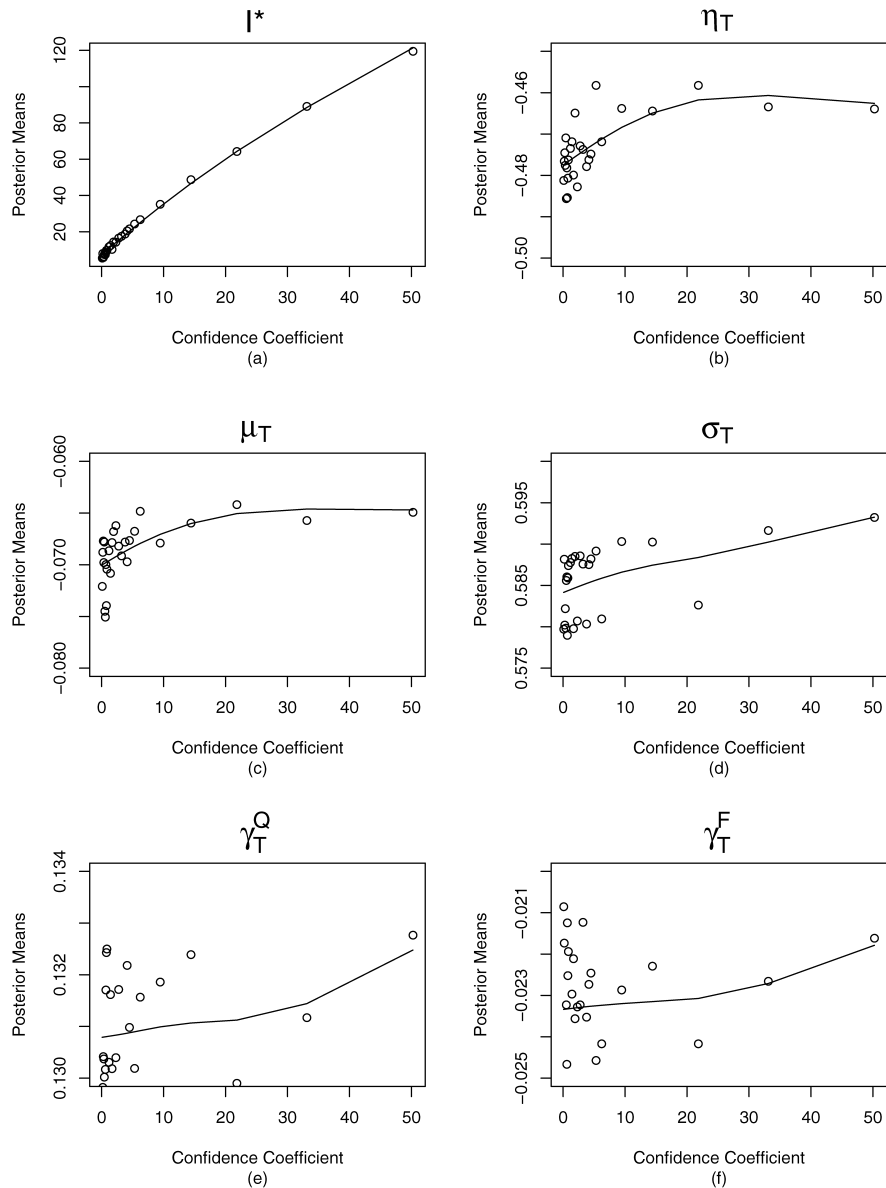 I*
Posterior Means
20 40 60 80 120
0 10 20 30 40 50
Confidence Coefficient
(a)
ηT
Posterior Means
−0.50 −0.48 −0.46
0 10 20 30 40 50
Confidence Coefficient
(b)
μT
Posterior Means
−0.080 −0.070 −0.060
0 10 20 30 40 50
Confidence Coefficient
(c)
σT
Posterior Means
0.575 0.585 0.595
0 10 20 30 40 50
Confidence Coefficient
(d)
γTQ
Posterior Means
0.130 0.132 0.134
0 10 20 30 40 50
Confidence Coefficient
(e)
γTF
Posterior Means
−0.025 −0.023 −0.021
0 10 20 30 40 50
Confidence Coefficient
(f)